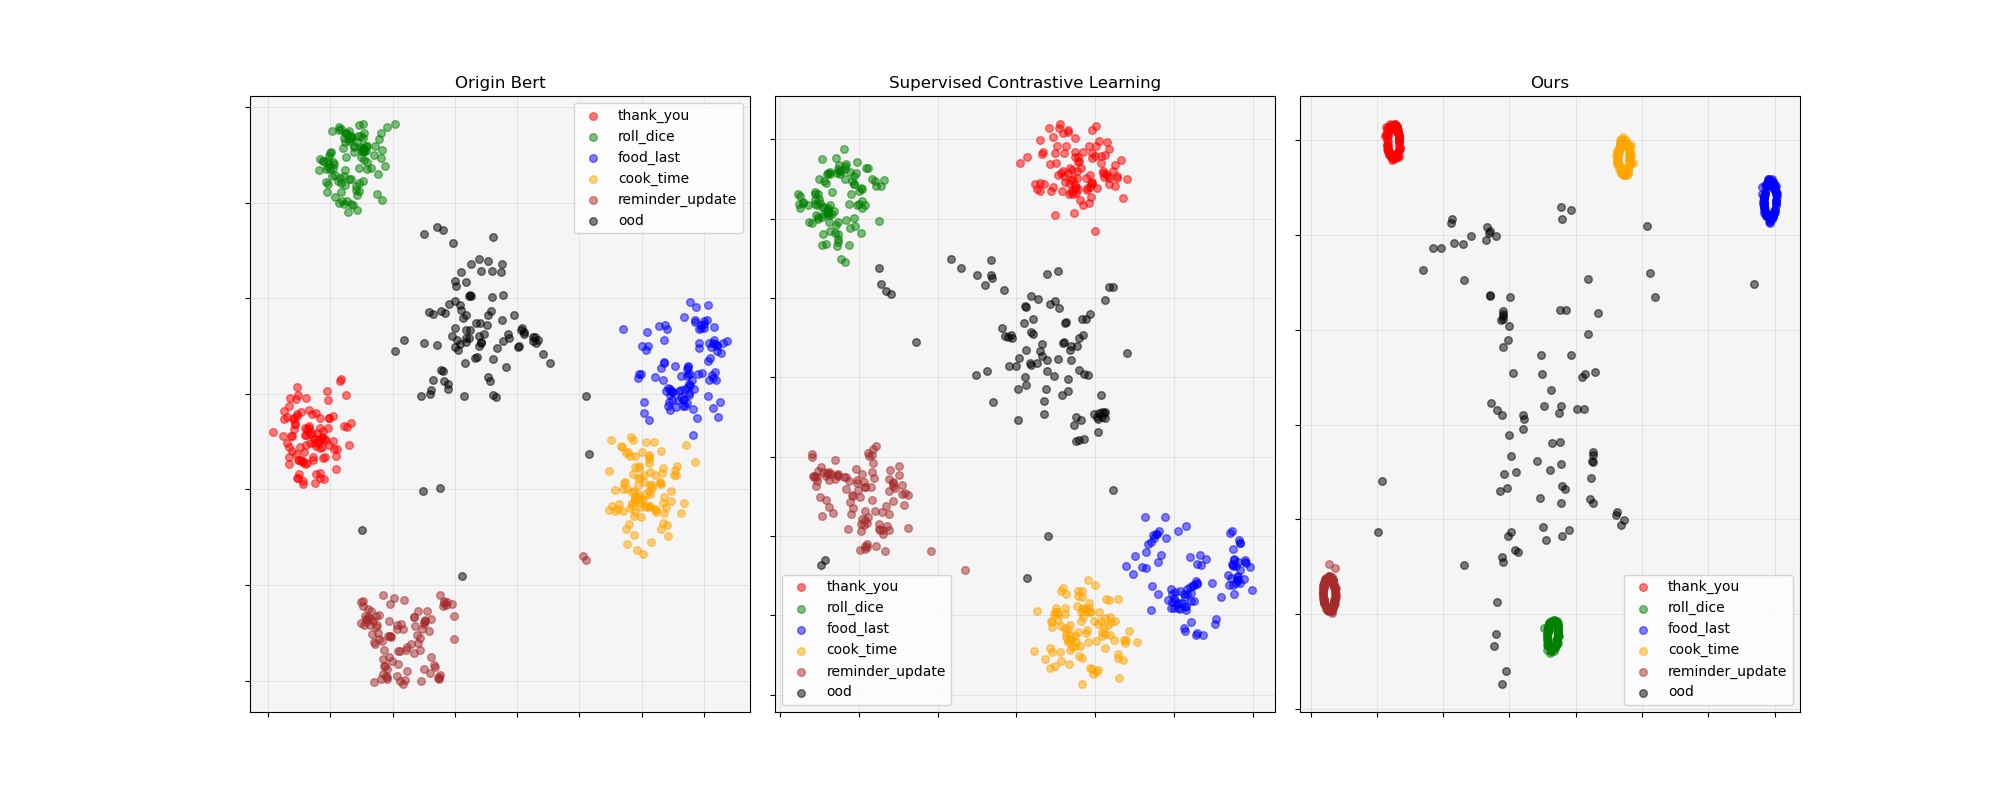 Origin Bert
thank_you
roll_dice
food_last
cook_time
reminder_update
ood
Supervised Contrastive Learning
thank_you
roll_dice
food_last
cook_time
reminder_update
ood
Ours
thank_you
roll_dice
food_last
cook_time
reminder_update
ood